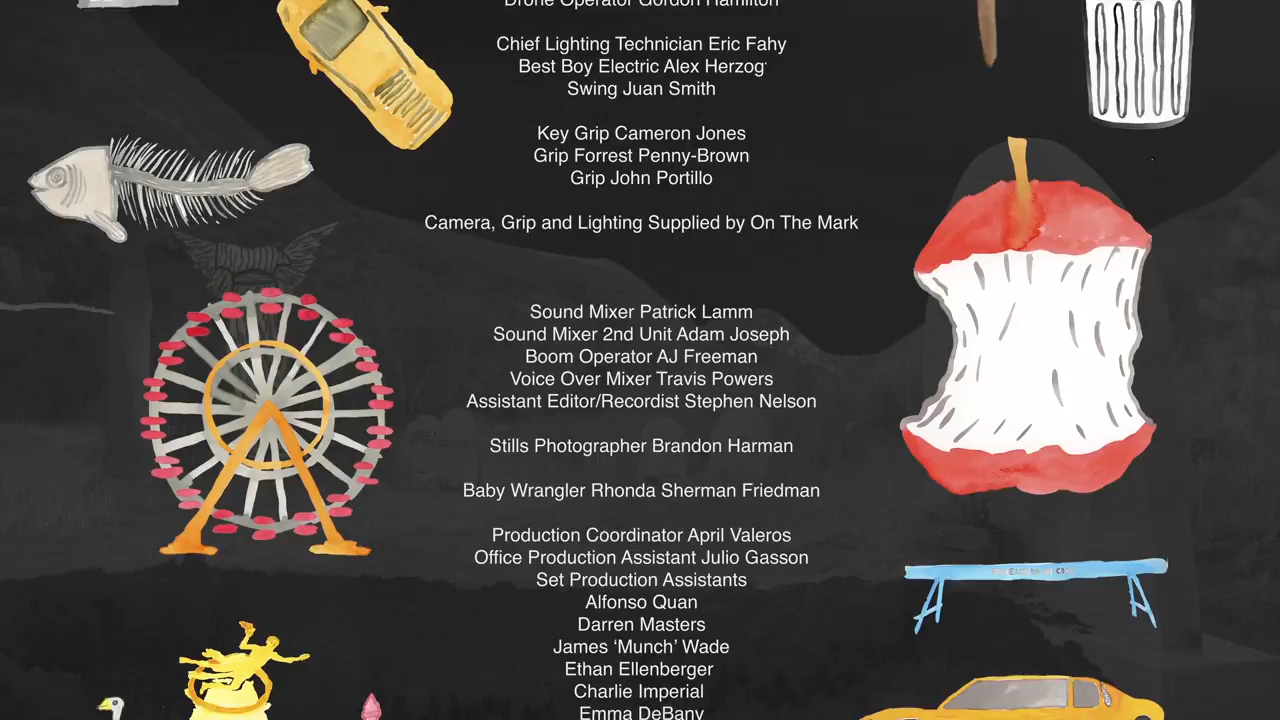 Drone Operator Gordon Hamilton
Chief Lighting Technician Eric Fahy
Best Boy Electric Alex Herzog
Swing Juan Smith
Key Grip Cameron Jones
Grip Forrest Penny-Brown
Grip John Portillo
Camera, Grip and Lighting Supplied by On The Mark
Sound Mixer Patrick Lamm
Sound Mixer 2nd Unit Adam Joseph
Boom Operator AJ Freeman
Voice Over Mixer Travis Powers
Assistant Editor/Recordist Stephen Nelson
Stills Photographer Brandon Harman
Baby Wrangler Rhonda Sherman Friedman
Production Coordinator April Valeros
Office Production Assistant Julio Gasson
Set Production Assistants
Alfonso Quan
Darren Masters
James ‘Munch’ Wade
Ethan Ellenberger
Charlie Imperial
Emma DeBany